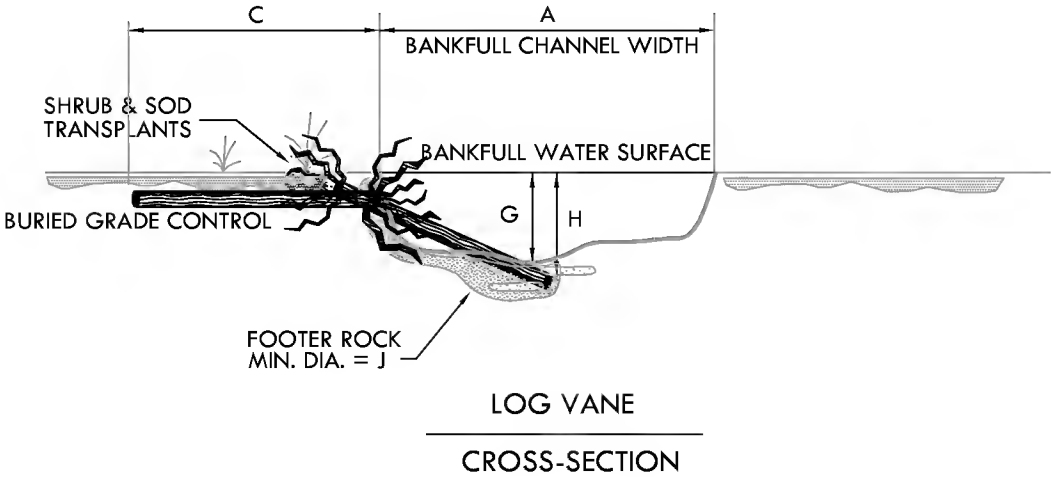 C
A
BANKFULL CHANNEL WIDTH
SHRUB & SOD
TRANSPLANTS
BANKFULL WATER SURFACE
G
H
BURIED GRADE CONTROL
FOOTER ROCK
MIN. DIA. = J
LOG VANE
CROSS-SECTION